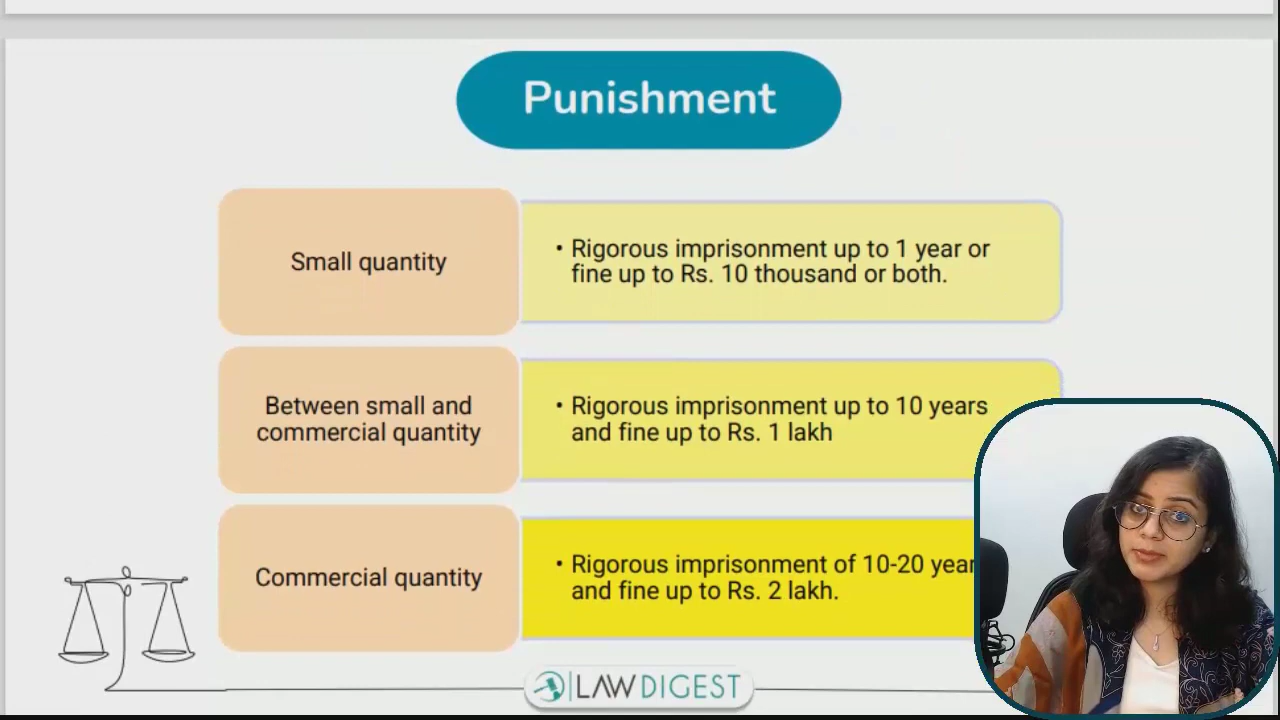 Punishment
Small quantity
• Rigorous imprisonment up to 1 year or
fine up to Rs. 10 thousand or both.
Between small and
commercial quantity
• Rigorous imprisonment up to 10 years
and fine up to Rs. 1 lakh
Commercial quantity
• Rigorous imprisonment of 10-20 year
and fine up to Rs. 2 lakh.
LAWDIGEST